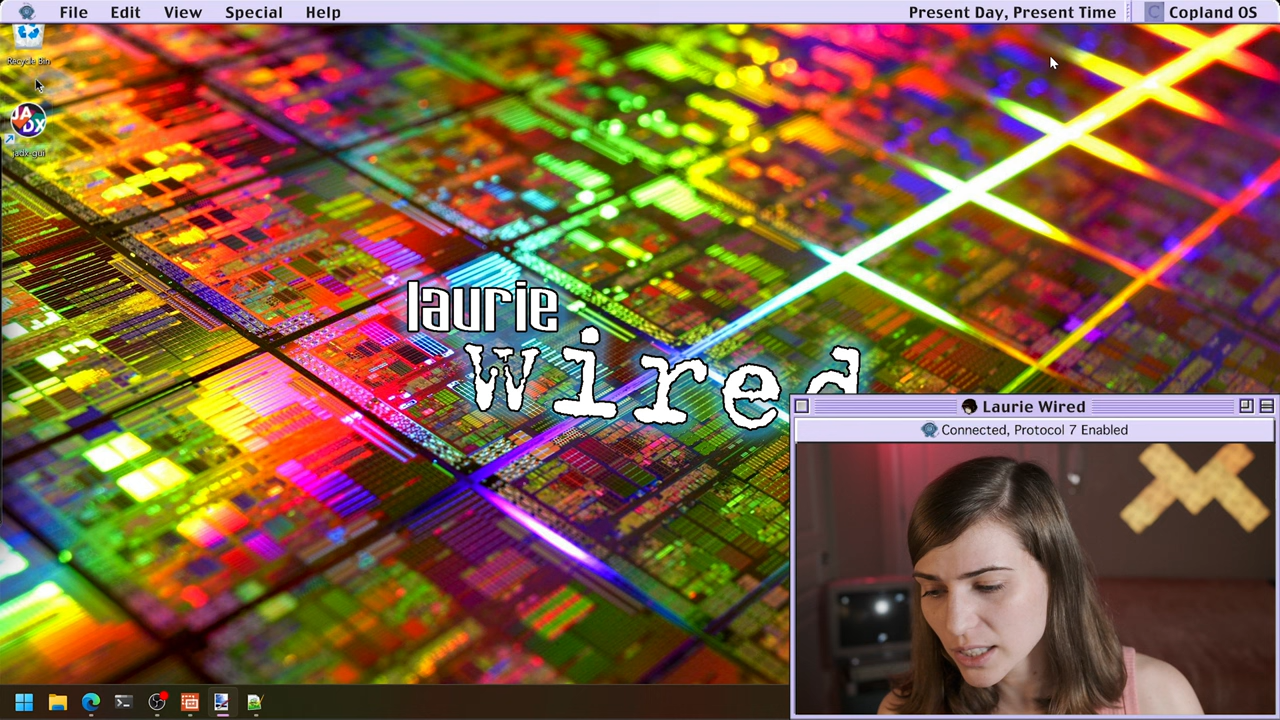 File Edit View Special Help Present Day, Present Time Copland OS
Recycle Bin
JADX
jadx-gui
laurie
wired
Laurie Wired
Connected, Protocol 7 Enabled